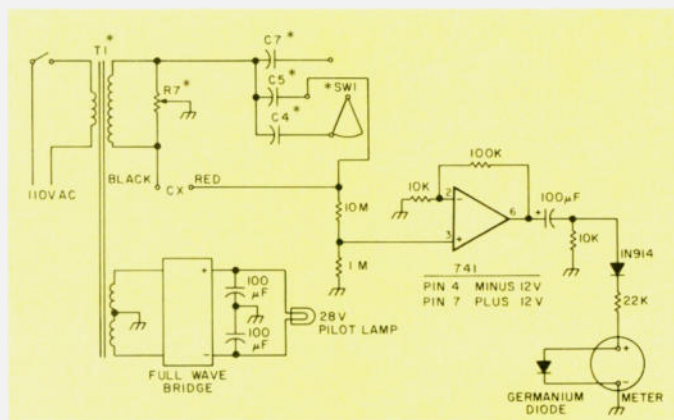 T1*
C7*
C5*
*SW1
R7*
C4*
BLACK
RED
CX
110VAC
100K
10K
2
6
3
+
100µF
10M
10K
1N914
1M
741
PIN 4 MINUS 12V
PIN 7 PLUS 12V
22K
+
100
µF
100
µF
28V
PILOT LAMP
-
FULL WAVE
BRIDGE
+
-
GERMANIUM
DIODE
METER